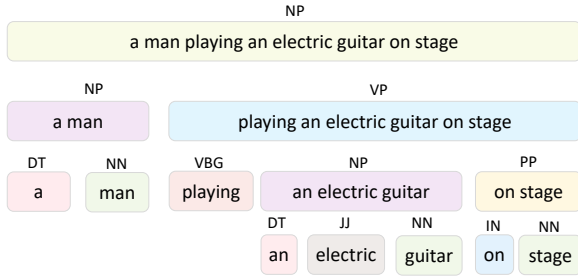 NP
a man playing an electric guitar on stage
NP VP
a man playing an electric guitar on stage
DT NN VBG NP PP
a man playing an electric guitar on stage
DT JJ NN IN NN
an electric guitar on stage